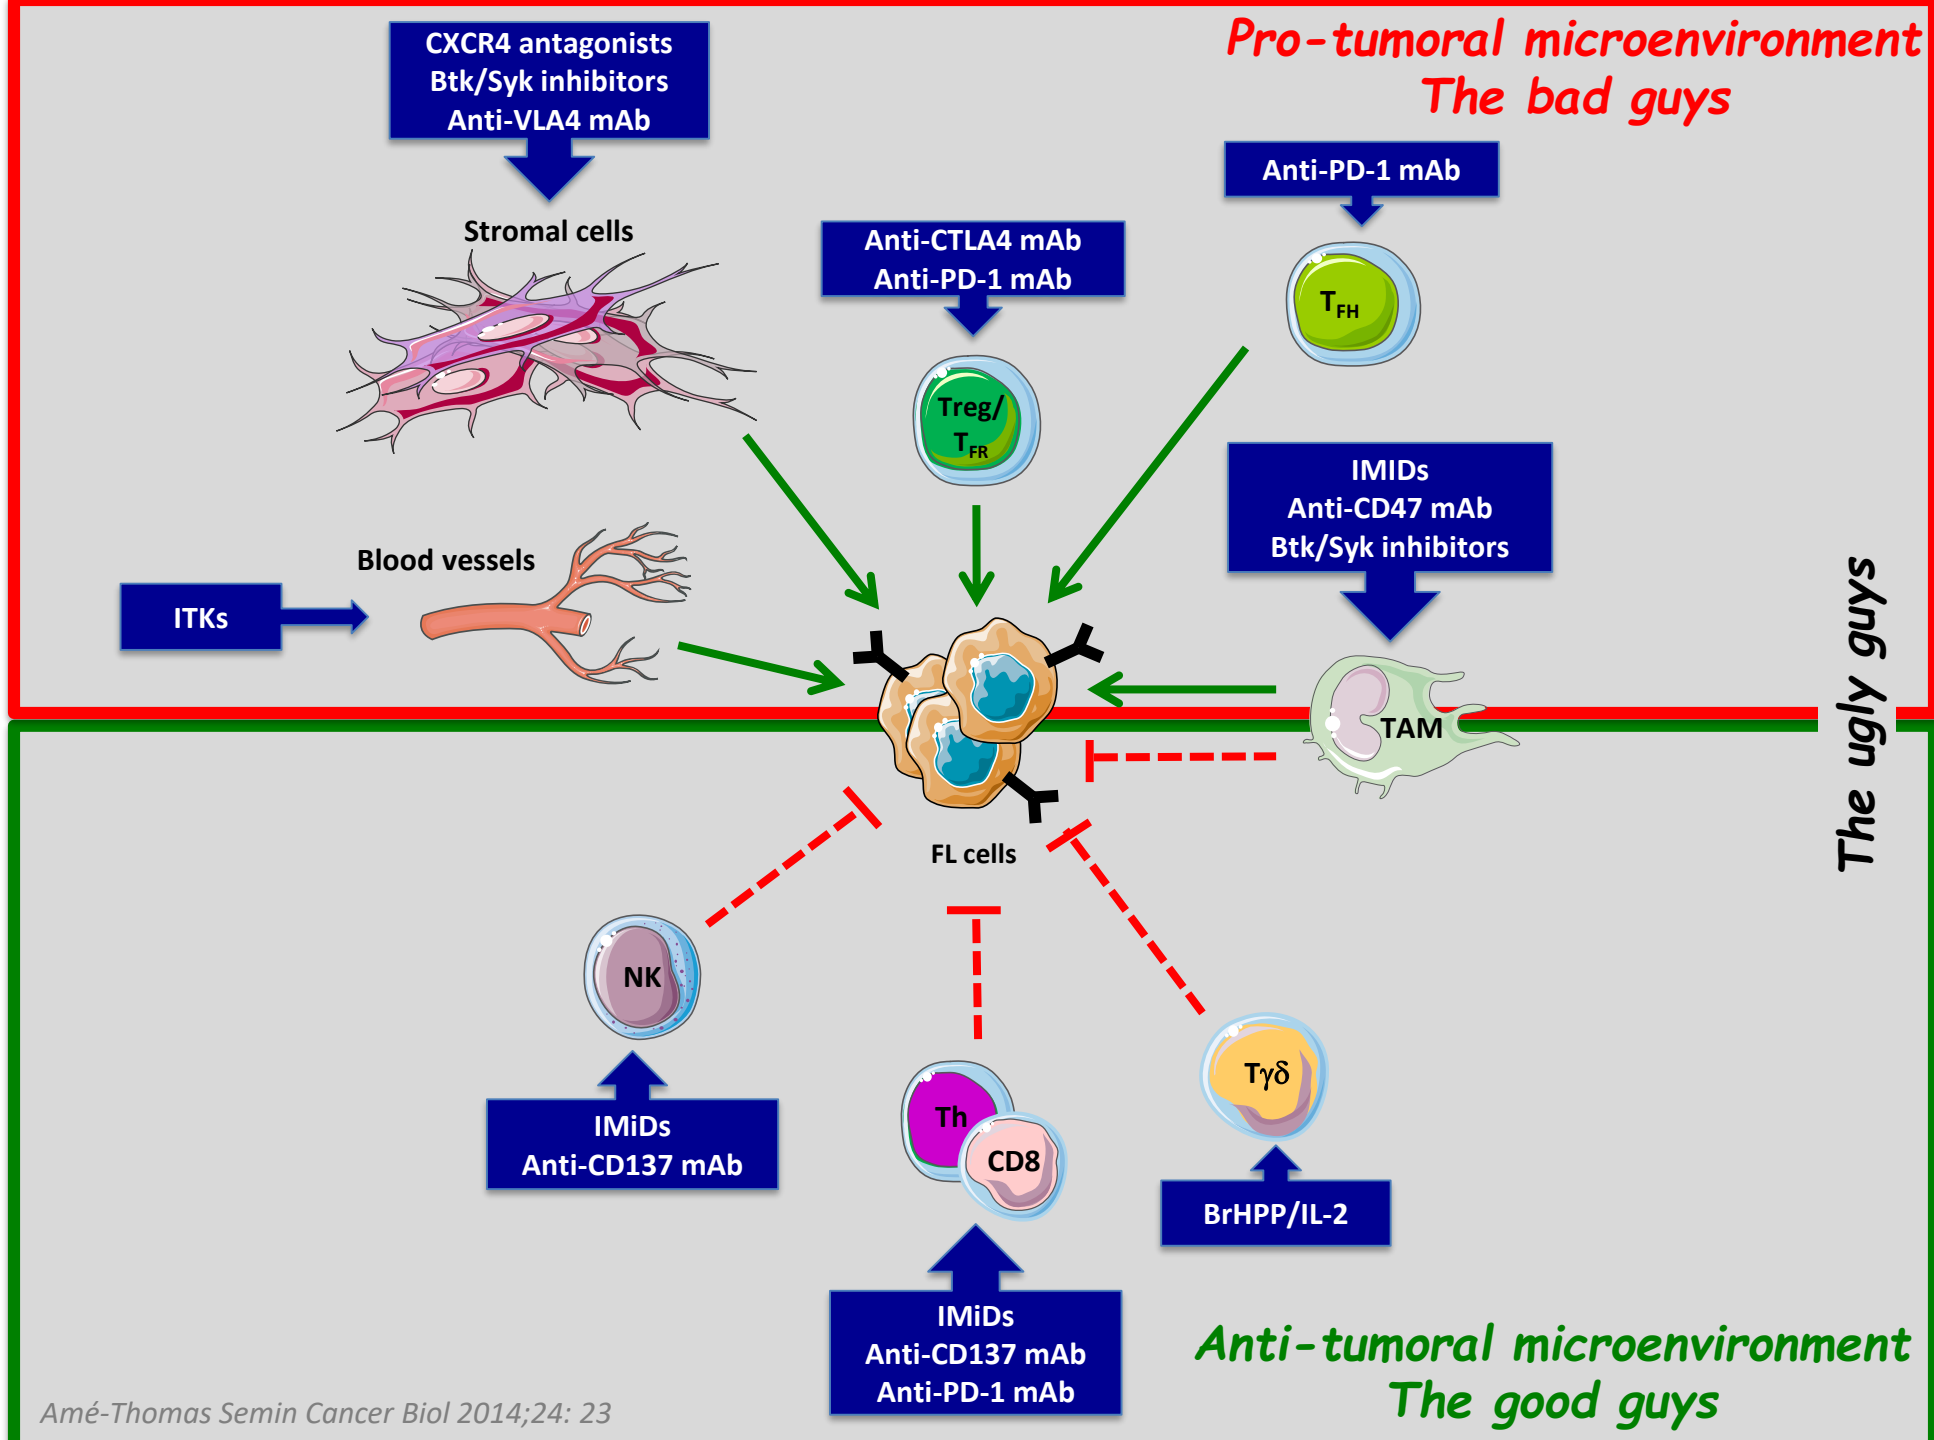 Pro-tumoral microenvironment
The bad guys
CXCR4 antagonists
Btk/Syk inhibitors
Anti-VLA4 mAb
Stromal cells
Anti-CTLA4 mAb
Anti-PD-1 mAb
Treg/
TFR
Anti-PD-1 mAb
TFH
IMIDs
Anti-CD47 mAb
Btk/Syk inhibitors
TAM
Blood vessels
ITKs
The ugly guys
FL cells
NK
IMiDs
Anti-CD137 mAb
Th
CD8
IMiDs
Anti-CD137 mAb
Anti-PD-1 mAb
Tγδ
BrHPP/IL-2
Anti-tumoral microenvironment
The good guys
Amé-Thomas Semin Cancer Biol 2014;24: 23